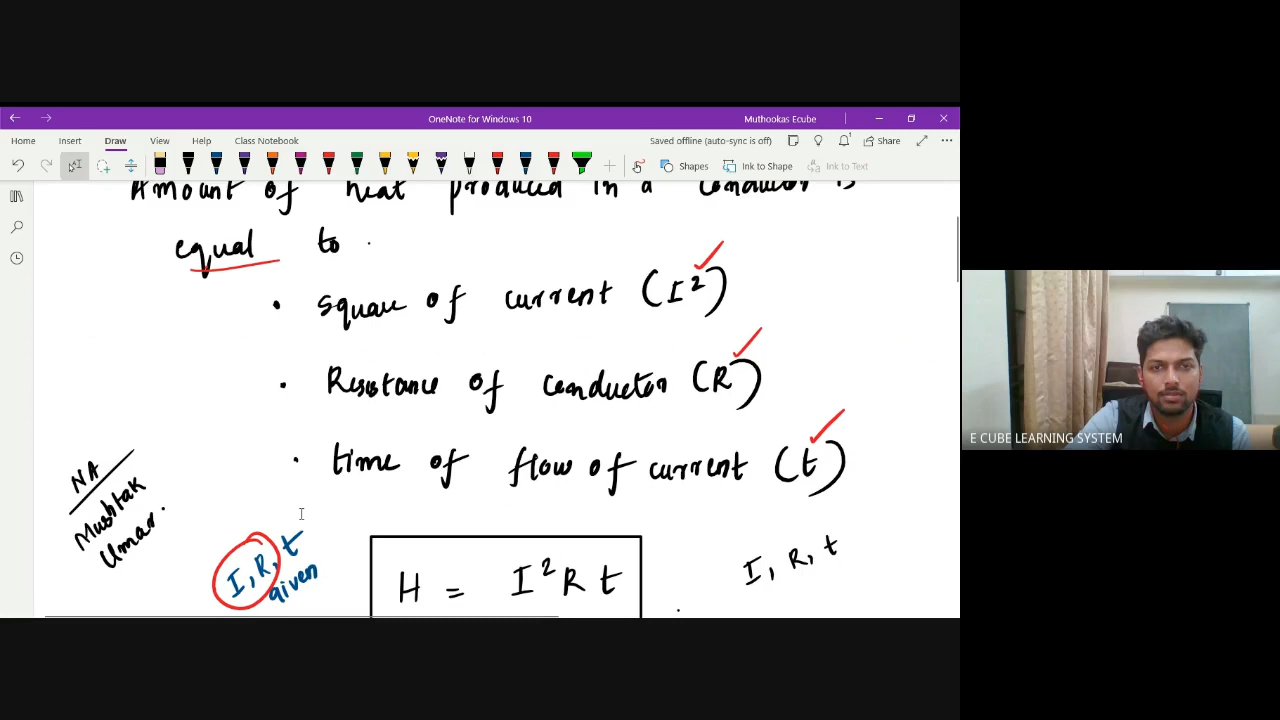 OneNote for Windows 10
Muthookas Ecube
Home Insert Draw View Help Class Notebook
Saved offline (auto-sync is off)
Share
Shapes
Ink to Shape
Ink to Text
Amount of heat produced in a conductor is
equal to
• square of current (I²)
• Resistance of conductor (R)
• time of flow of current (t)
NA
Mushtak
Umar.
I, R, t
given
H = I² R t
I, R, t
E CUBE LEARNING SYSTEM